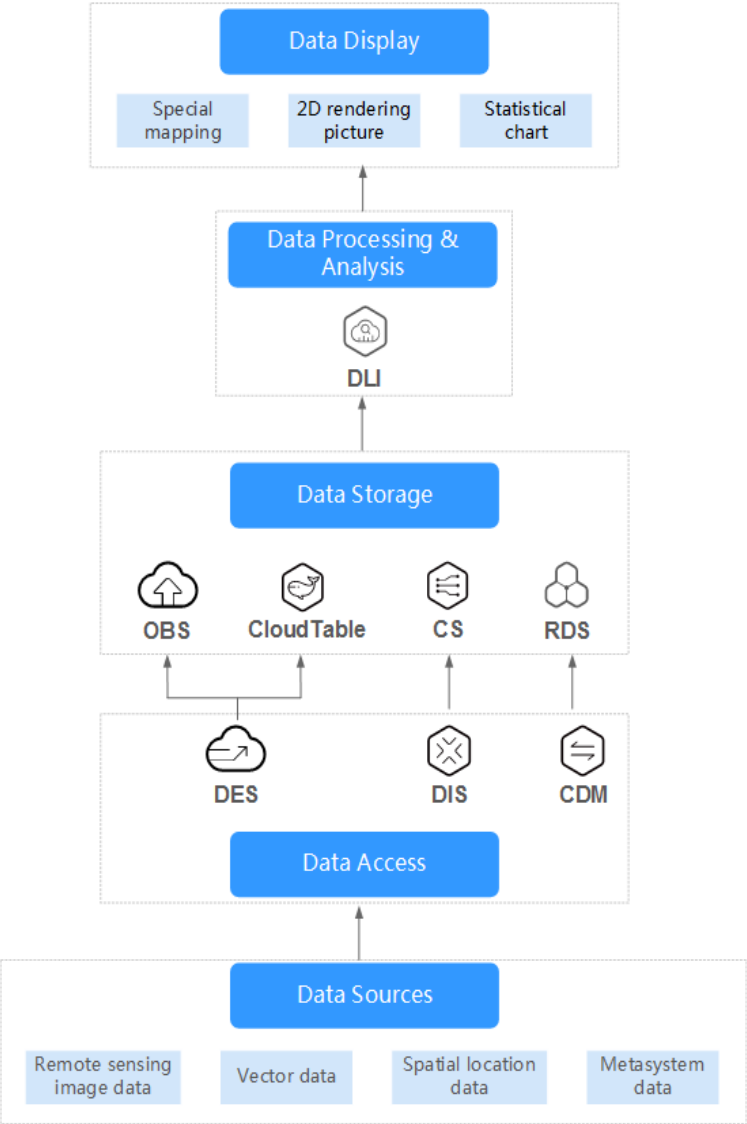 Data Display
Special
mapping
2D rendering
picture
Statistical
chart
Data Processing &
Analysis
DLI
Data Storage
OBS
CloudTable
CS
RDS
DES
DIS
CDM
Data Access
Data Sources
Remote sensing
image data
Vector data
Spatial location
data
Metasystem
data